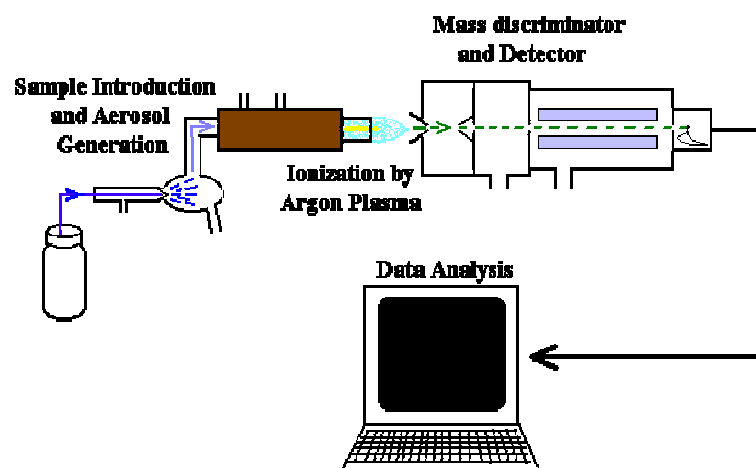 Mass discriminator
and Detector
Sample Introduction
and Aerosol
Generation
Ionization by
Argon Plasma
Data Analysis